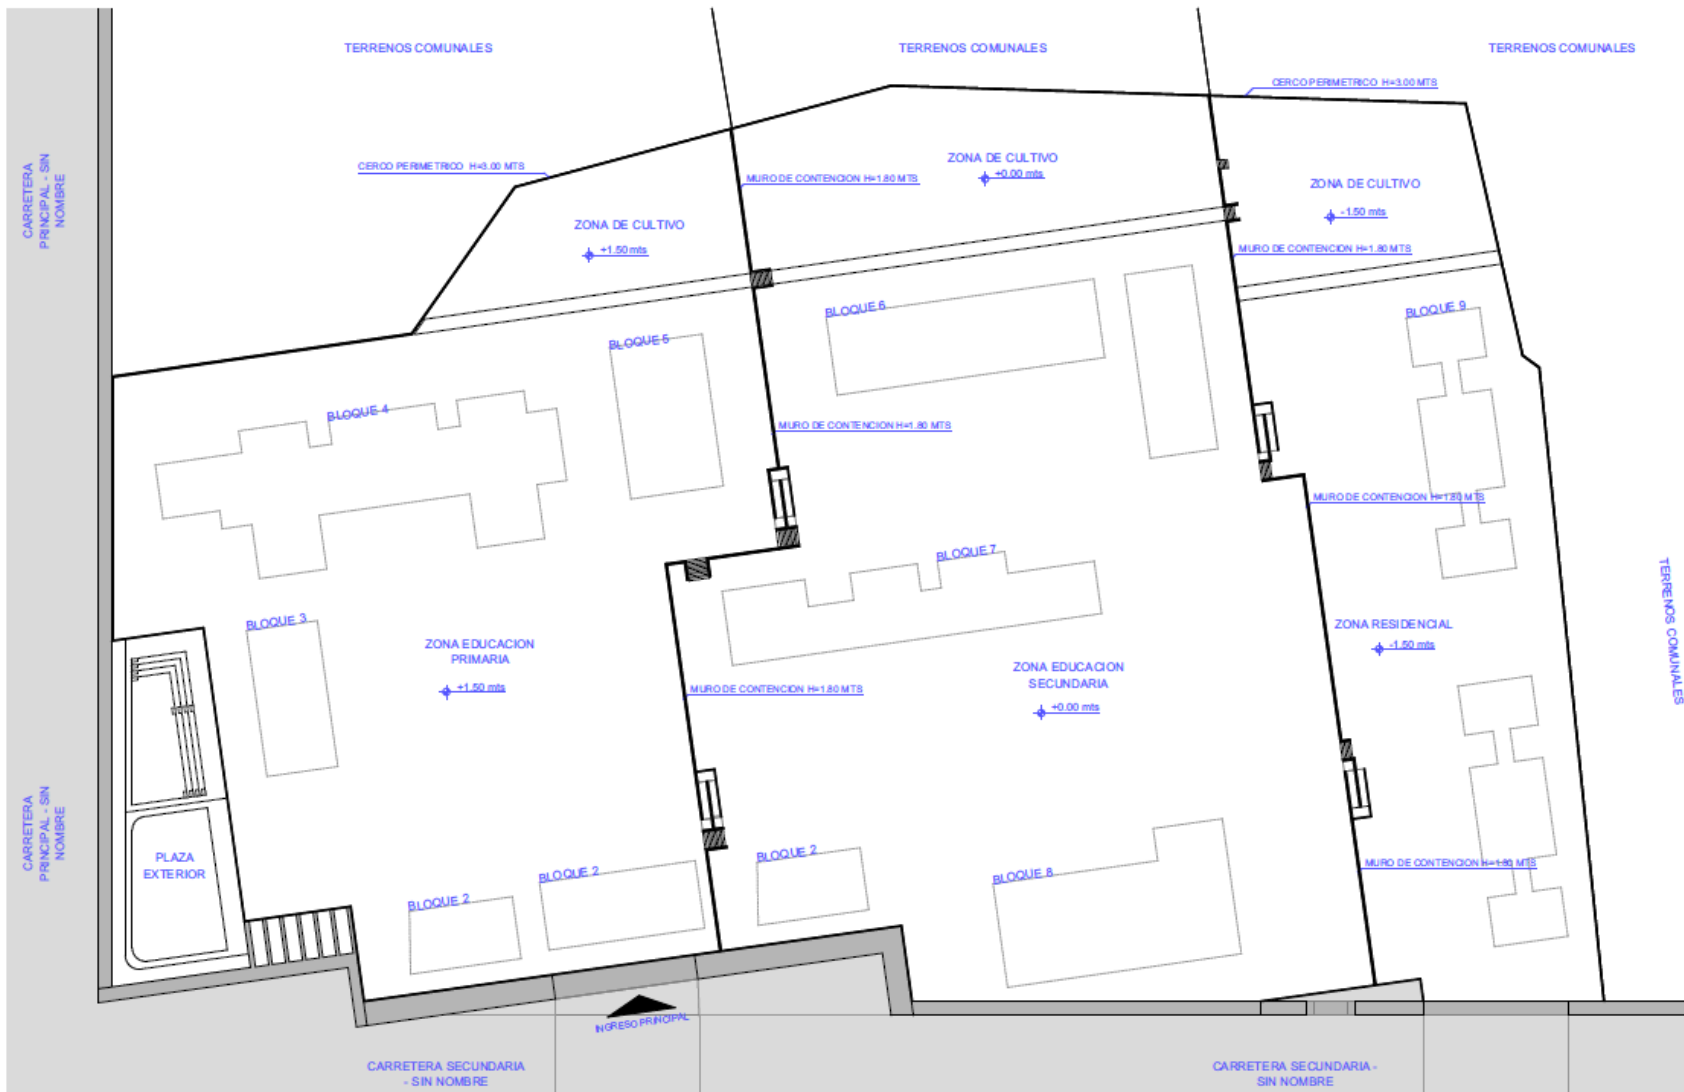 TERRENOS COMUNALES
TERRENOS COMUNALES
TERRENOS COMUNALES
CERCO PERIMETRICO H=3.00 MTS
CARRETERA
PRINCIPAL - SIN
NOMBRE
CERCO PERIMETRICO H=3.00 MTS
ZONA DE CULTIVO
+0.00 mts
MURO DE CONTENCION H=1.80 MTS
ZONA DE CULTIVO
-1.50 mts
ZONA DE CULTIVO
+1.50 mts
MURO DE CONTENCION H=1.80 MTS
BLOQUE 6
BLOQUE 9
BLOQUE 5
BLOQUE 4
MURO DE CONTENCION H=1.80 MTS
MURO DE CONTENCION H=1.80 MTS
BLOQUE 7
TERRENOS COMUNALES
BLOQUE 3
ZONA EDUCACION
PRIMARIA
+1.50 mts
ZONA RESIDENCIAL
-1.50 mts
ZONA EDUCACION
SECUNDARIA
+0.00 mts
MURO DE CONTENCION H=1.80 MTS
CARRETERA
PRINCIPAL - SIN
NOMBRE
PLAZA
EXTERIOR
BLOQUE 2
BLOQUE 2
BLOQUE 2
BLOQUE 8
MURO DE CONTENCION H=1.80 MTS
INGRESO PRINCIPAL
CARRETERA SECUNDARIA
- SIN NOMBRE
CARRETERA SECUNDARIA -
SIN NOMBRE